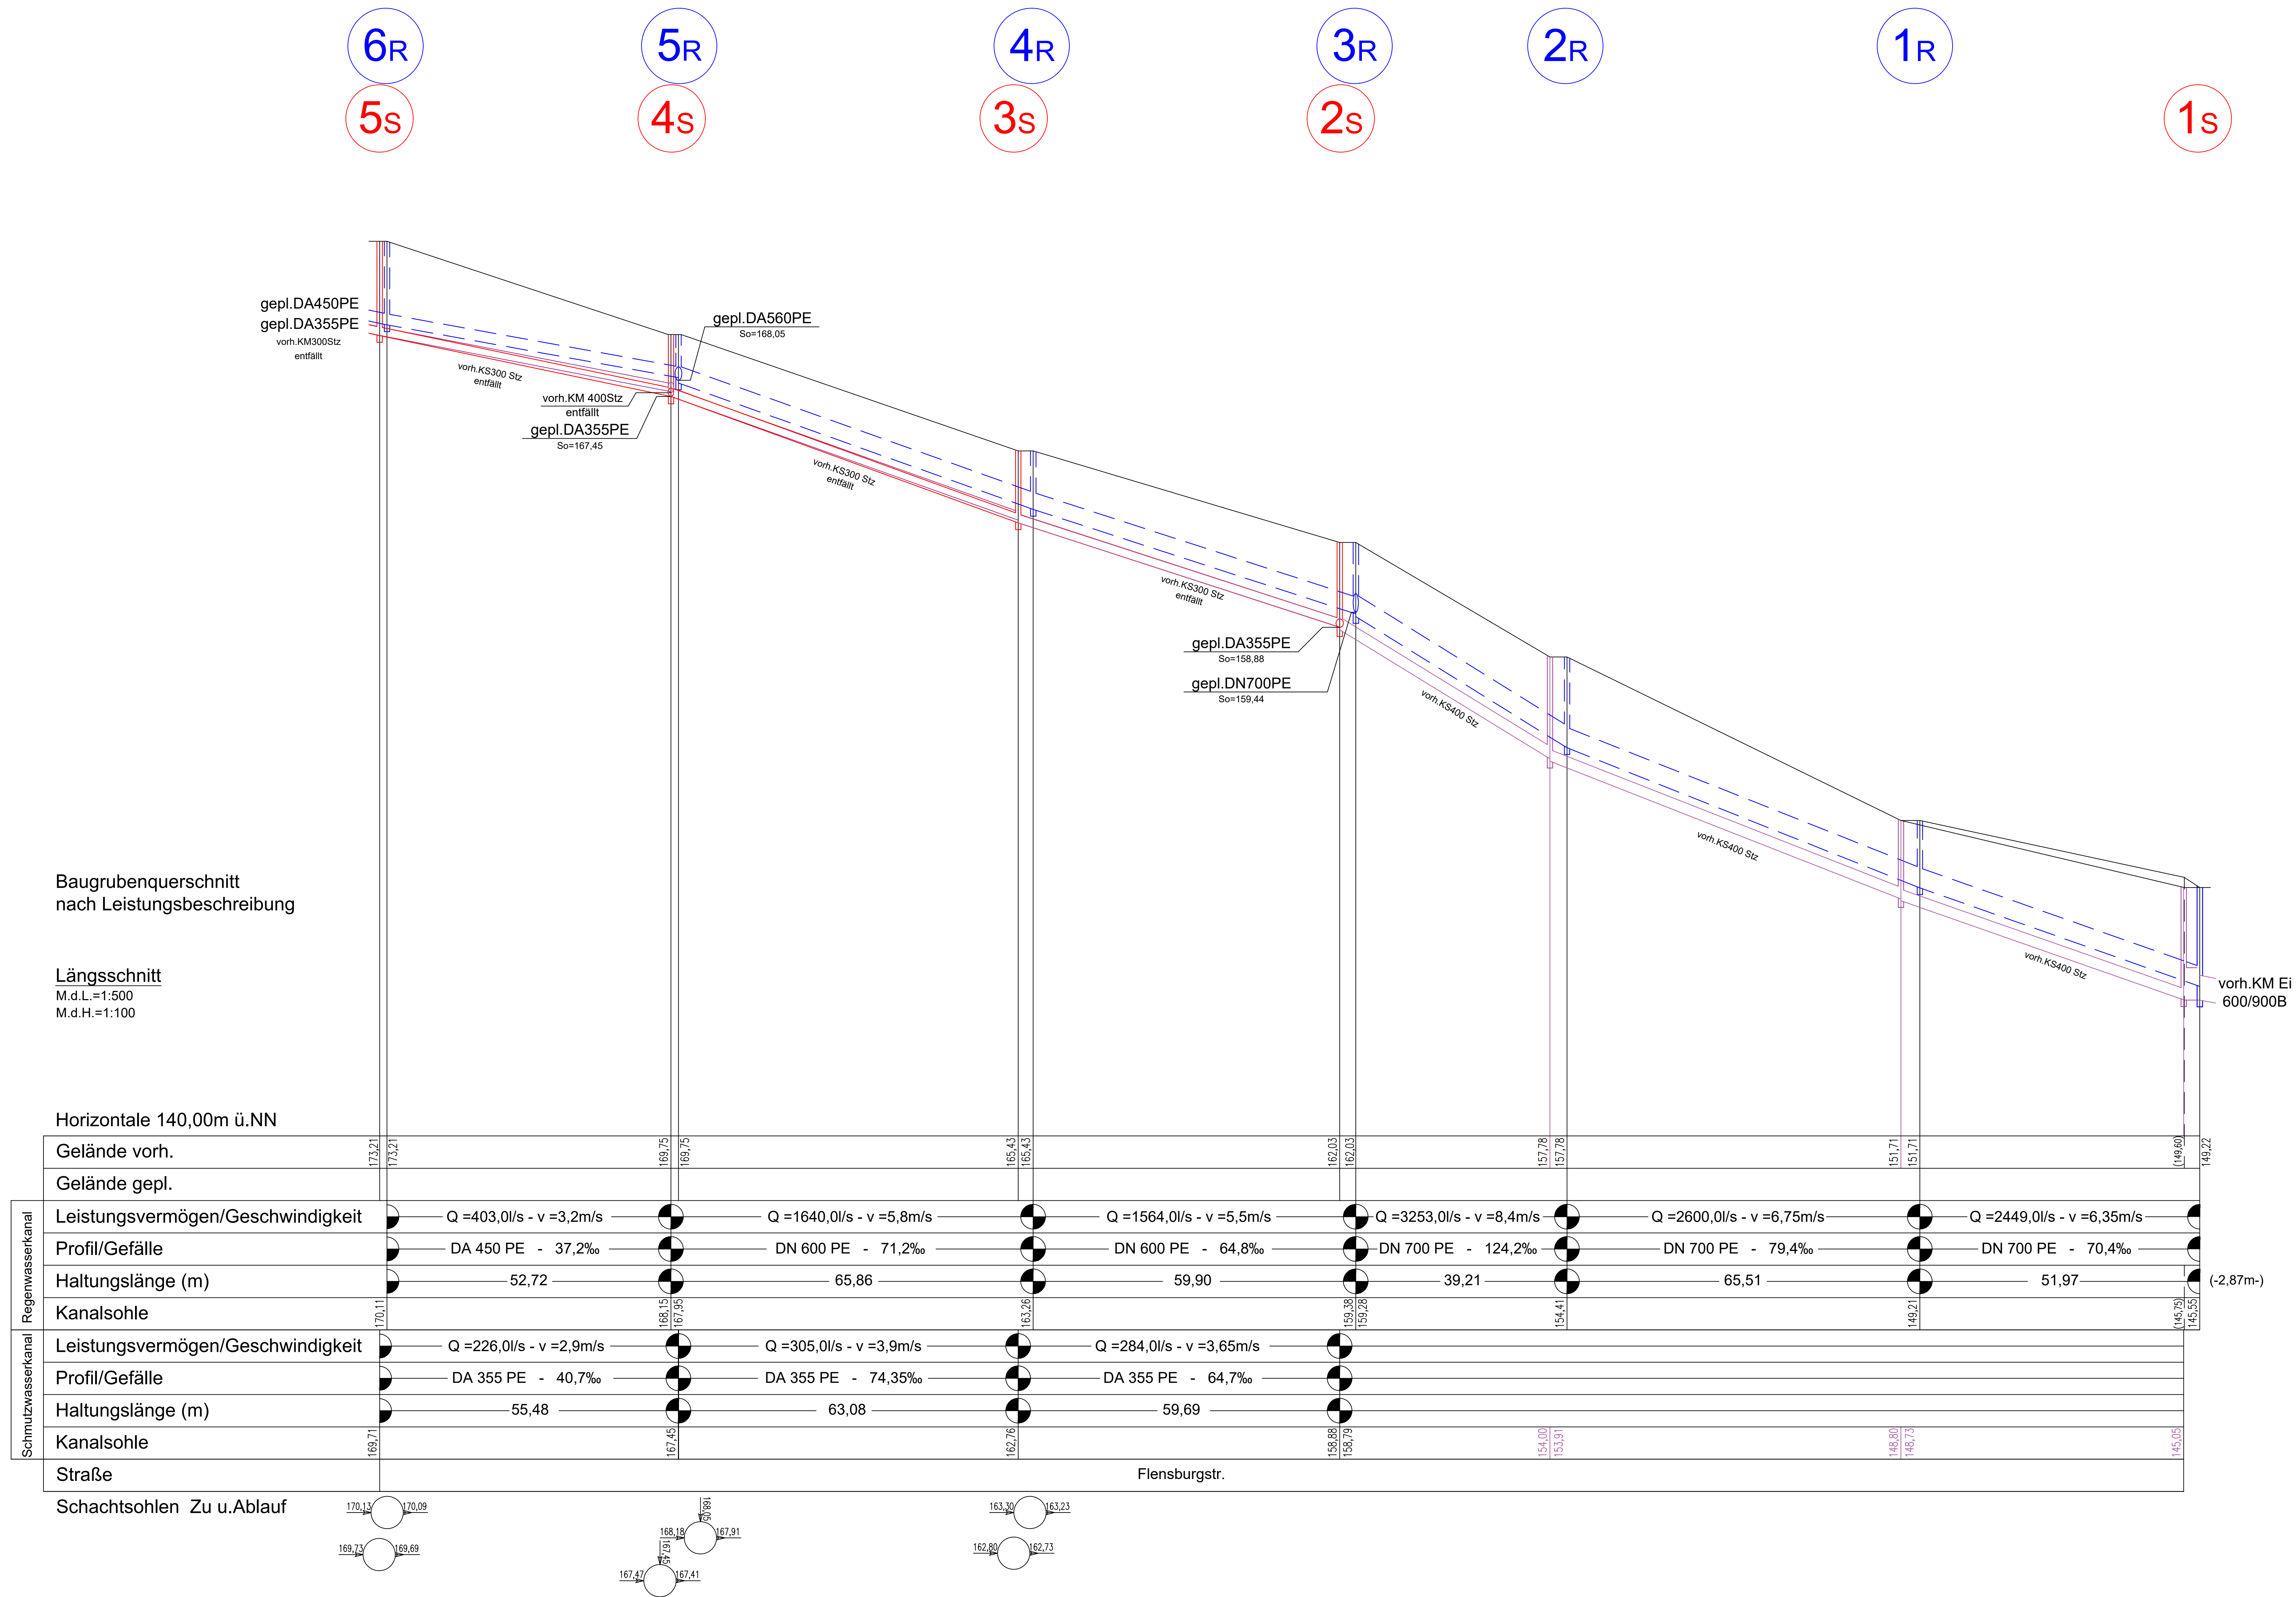 6R 5R 4R 3R 2R 1R
5S 4S 3S 2S 1S
gepl.DA450PE
gepl.DA355PE
vorh.KM300Stz
entfällt
vorh.KS300 Stz
entfällt
gepl.DA560PE
So=168,05
vorh.KM 400Stz
entfällt
gepl.DA355PE
So=167,45
vorh.KS300 Stz
entfällt
vorh.KS300 Stz
entfällt
gepl.DA355PE
So=158,88
gepl.DN700PE
So=159,44
vorh.KS400 Stz
vorh.KS400 Stz
vorh.KS400 Stz
vorh.KM Ei
600/900B
Baugrubenquerschnitt
nach Leistungsbeschreibung
Längsschnitt
M.d.L.=1:500
M.d.H.=1:100
Horizontale 140,00m ü.NN
Gelände vorh. 173,21 173,21 169,75 169,75 165,43 165,43 162,03 162,03 157,78 157,78 151,71 151,71 (149,60) 149,22
Gelände gepl.
Regenwasserkanal
Leistungsvermögen/Geschwindigkeit Q =403,0l/s - v =3,2m/s Q =1640,0l/s - v =5,8m/s Q =1564,0l/s - v =5,5m/s Q =3253,0l/s - v =8,4m/s Q =2600,0l/s - v =6,75m/s Q =2449,0l/s - v =6,35m/s
Profil/Gefälle DA 450 PE - 37,2‰ DN 600 PE - 71,2‰ DN 600 PE - 64,8‰ DN 700 PE - 124,2‰ DN 700 PE - 79,4‰ DN 700 PE - 70,4‰
Haltungslänge (m) 52,72 65,86 59,90 39,21 65,51 51,97 (-2,87m-)
Kanalsohle 170,11 168,15 167,95 163,26 159,38 159,28 154,41 149,21 (145,75) 145,55
Schmutzwasserkanal
Leistungsvermögen/Geschwindigkeit Q =226,0l/s - v =2,9m/s Q =305,0l/s - v =3,9m/s Q =284,0l/s - v =3,65m/s
Profil/Gefälle DA 355 PE - 40,7‰ DA 355 PE - 74,35‰ DA 355 PE - 64,7‰
Haltungslänge (m) 55,48 63,08 59,69
Kanalsohle 169,71 167,45 162,76 158,88 158,79 154,00 153,91 148,80 148,73 145,05
Straße Flensburgstr.
Schachtsohlen Zu u.Ablauf
170,13 170,09 168,05 163,30 163,23
168,18 167,91
169,73 169,69 167,45 162,80 162,73
167,47 167,41